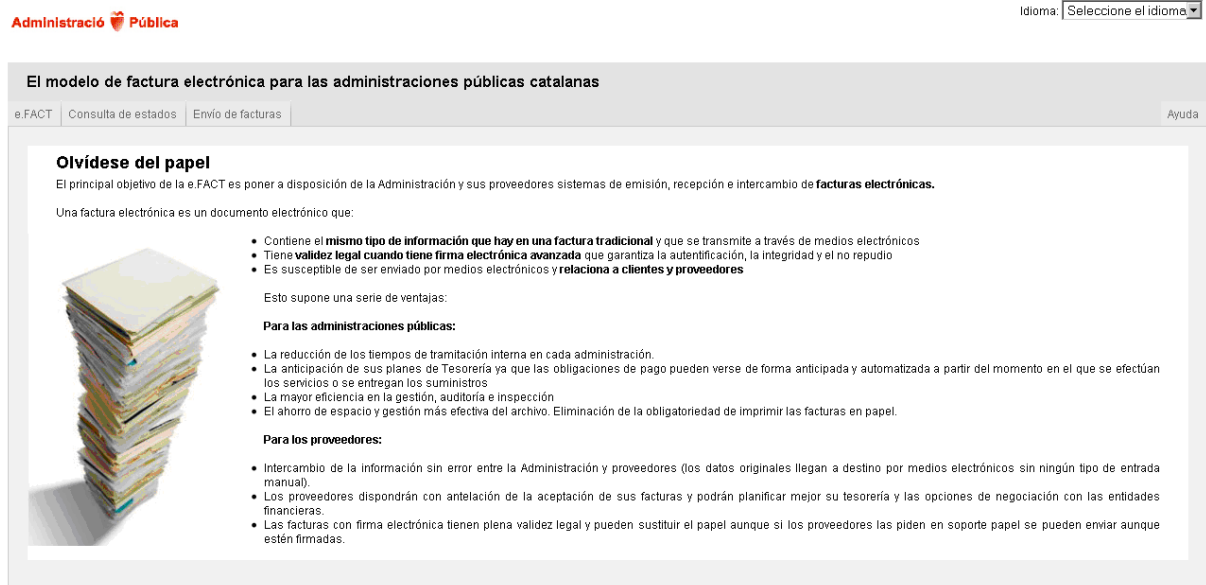 Administració Pública
Idioma: Seleccione el idioma
El modelo de factura electrónica para las administraciones públicas catalanas
e.FACT
Consulta de estados
Envío de facturas
Ayuda
Olvídese del papel
El principal objetivo de la e.FACT es poner a disposición de la Administración y sus proveedores sistemas de emisión, recepción e intercambio de facturas electrónicas.
Una factura electrónica es un documento electrónico que:
Contiene el mismo tipo de información que hay en una factura tradicional y que se transmite a través de medios electrónicos
Tiene validez legal cuando tiene firma electrónica avanzada que garantiza la autentificación, la integridad y el no repudio
Es susceptible de ser enviado por medios electrónicos y relaciona a clientes y proveedores
Esto supone una serie de ventajas:
Para las administraciones públicas:
La reducción de los tiempos de tramitación interna en cada administración.
La anticipación de sus planes de Tesorería ya que las obligaciones de pago pueden verse de forma anticipada y automatizada a partir del momento en el que se efectúan
los servicios o se entregan los suministros
La mayor eficiencia en la gestión, auditoría e inspección
El ahorro de espacio y gestión más efectiva del archivo. Eliminación de la obligatoriedad de imprimir las facturas en papel.
Para los proveedores:
Intercambio de la información sin error entre la Administración y proveedores (los datos originales llegan a destino por medios electrónicos sin ningún tipo de entrada
manual).
Los proveedores dispondrán con antelación de la aceptación de sus facturas y podrán planificar mejor su tesorería y las opciones de negociación con las entidades
financieras.
Las facturas con firma electrónica tienen plena validez legal y pueden sustituir el papel aunque si los proveedores las piden en soporte papel se pueden enviar aunque
estén firmadas.